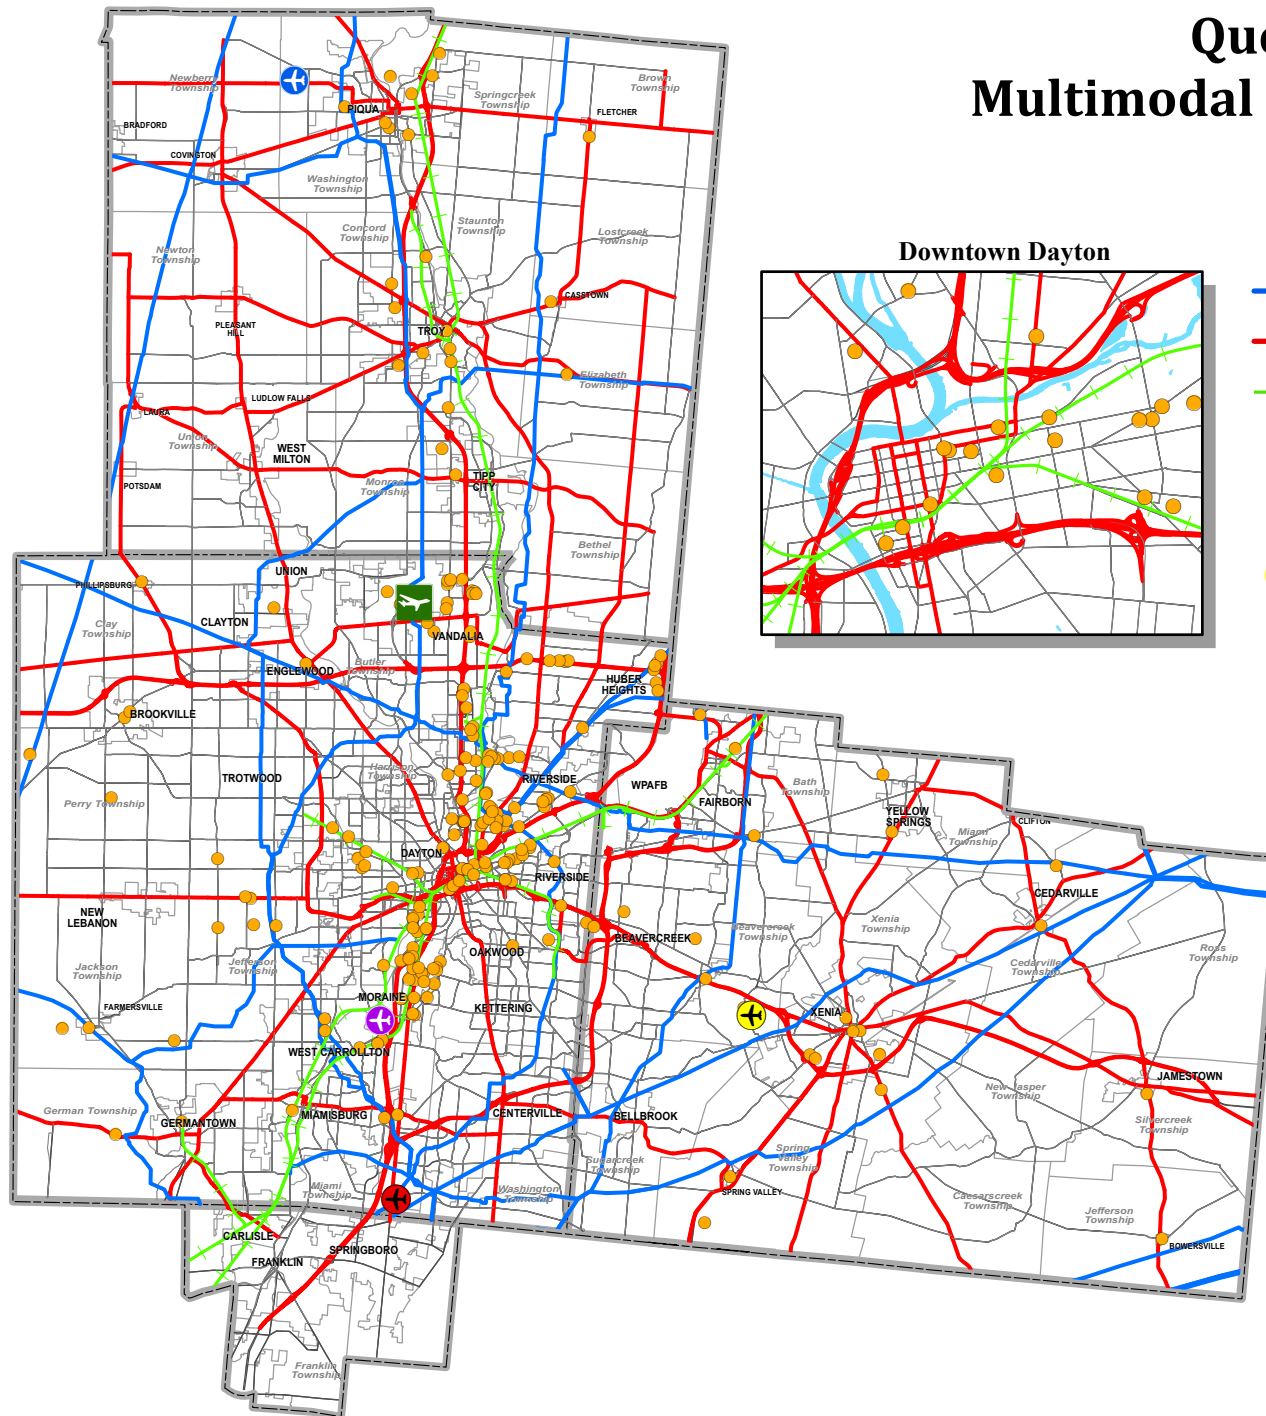 Que
Multimodal
Newberry
Township
Brown
Township
Springcreek
Township
PIQUA
FLETCHER
BRADFORD
COVINGTON
Washington
Township
Concord
Township
Staunton
Township
Lostcreek
Township
Newton
Township
Downtown Dayton
CASSTOWN
PLEASANT
HILL
TROY
Elizabeth
Township
LUDLOW FALLS
LAURA
Union
Township
WEST
MILTON
POTSDAM
Monroe
Township
TIPP
CITY
Bethel
Township
UNION
PHILLIPSBURG
CLAYTON
Clay
Township
VANDALIA
ENGLEWOOD
Butler
Township
HUBER
HEIGHTS
BROOKVILLE
TROTWOOD
Harrison
Township
RIVERSIDE
WPAFB
FAIRBORN
Bath
Township
Perry Township
YELLOW
SPRINGS
CLIFTON
Miami
Township
DAYTON
RIVERSIDE
CEDARVILLE
NEW
LEBANON
Xenia
Township
Beavercreek
Township
BEAVERCREEK
OAKWOOD
Jackson
Township
Jefferson
Township
Cedarville
Township
Ross
Township
MORAINE
FARMERSVILLE
KETTERING
XENIA
WEST CARROLLTON
JAMESTOWN
New Jasper
Township
German Township
GERMANTOWN
MIAMISBURG
CENTERVILLE
BELLBROOK
Silvercreek
Township
Spring
Valley
Township
Sugarcreek
Township
Miami
Township
Washington
Township
SPRING VALLEY
Caesarscreek
Township
Jefferson
Township
CARLISLE
SPRINGBORO
FRANKLIN
BOWERSVILLE
Franklin
Township